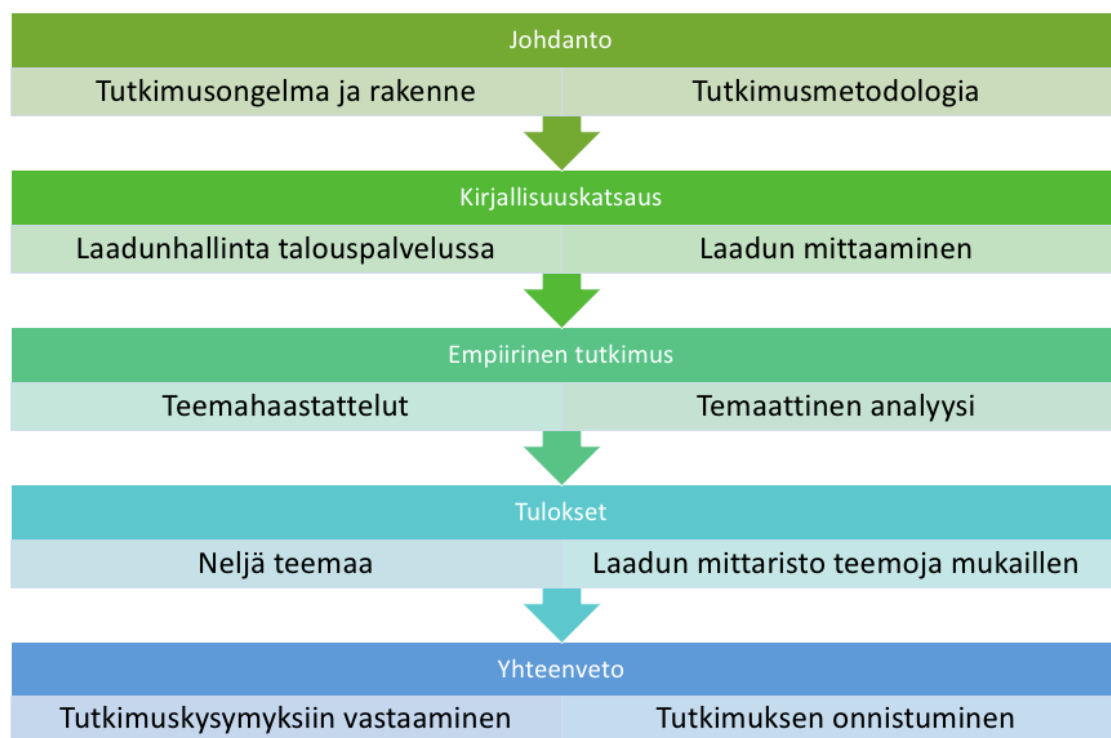 Johdanto
Tutkimusongelma ja rakenne
Tutkimusmetodologia
Kirjallisuuskatsaus
Laadunhallinta talouspalvelussa
Laadun mittaaminen
Empiirinen tutkimus
Teemahaastattelut
Temaattinen analyysi
Tulokset
Neljä teemaa
Laadun mittaristo teemoja mukaillen
Yhteenveto
Tutkimuskysymyksiin vastaaminen
Tutkimuksen onnistuminen